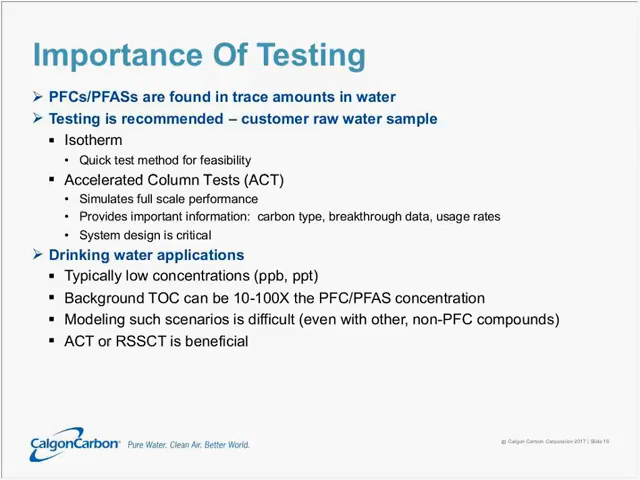 Importance Of Testing
➢ PFCs/PFASs are found in trace amounts in water
➢ Testing is recommended – customer raw water sample
▪ Isotherm
• Quick test method for feasibility
▪ Accelerated Column Tests (ACT)
• Simulates full scale performance
• Provides important information: carbon type, breakthrough data, usage rates
• System design is critical
➢ Drinking water applications
▪ Typically low concentrations (ppb, ppt)
▪ Background TOC can be 10-100X the PFC/PFAS concentration
▪ Modeling such scenarios is difficult (even with other, non-PFC compounds)
▪ ACT or RSSCT is beneficial
CalgonCarbon® Pure Water. Clean Air. Better World.
© Calgon Carbon Corporation 2017 | Slide 16